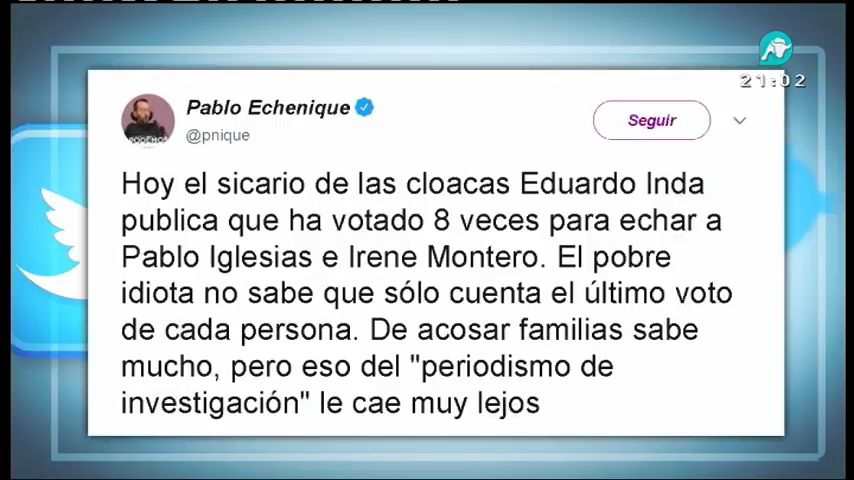 21:02
Pablo Echenique
@pnique
Seguir
Hoy el sicario de las cloacas Eduardo Inda
publica que ha votado 8 veces para echar a
Pablo Iglesias e Irene Montero. El pobre
idiota no sabe que sólo cuenta el último voto
de cada persona. De acosar familias sabe
mucho, pero eso del "periodismo de
investigación" le cae muy lejos